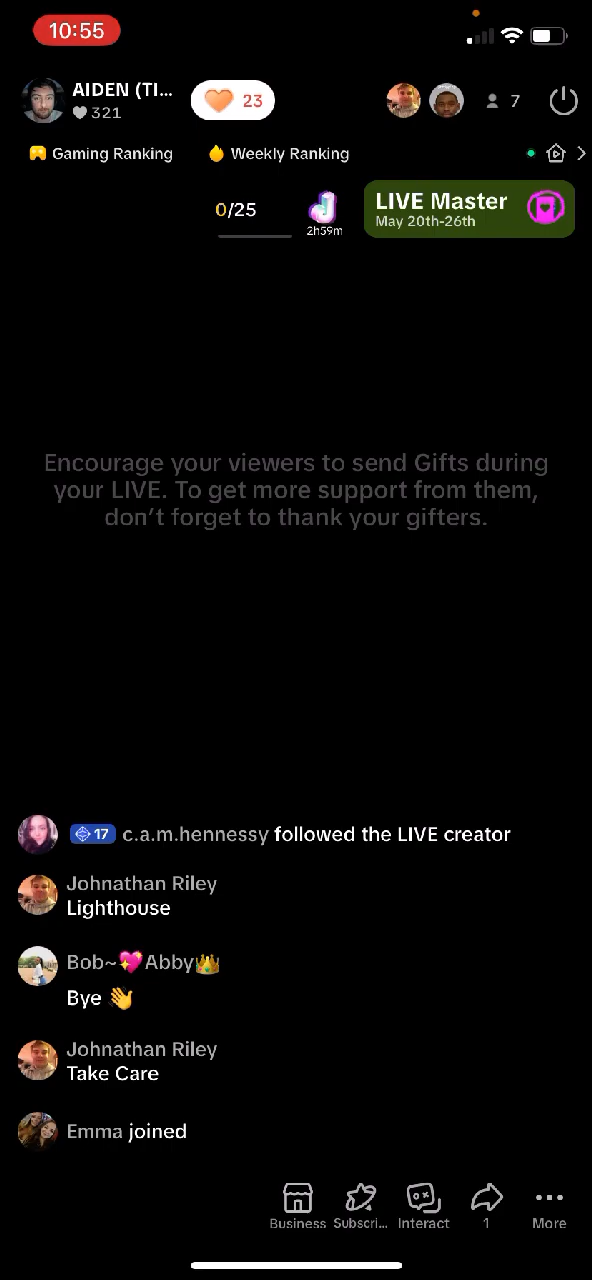 10:55
AIDEN (TI...
321
23
7
Gaming Ranking
Weekly Ranking
0/25
2h59m
LIVE Master
May 20th-26th
Encourage your viewers to send Gifts during
your LIVE. To get more support from them,
don't forget to thank your gifters.
17 c.a.m.hennessy followed the LIVE creator
Johnathan Riley
Lighthouse
Bob~💖Abby👑
Bye 👋
Johnathan Riley
Take Care
Emma joined
Business Subscri... Interact 1 More